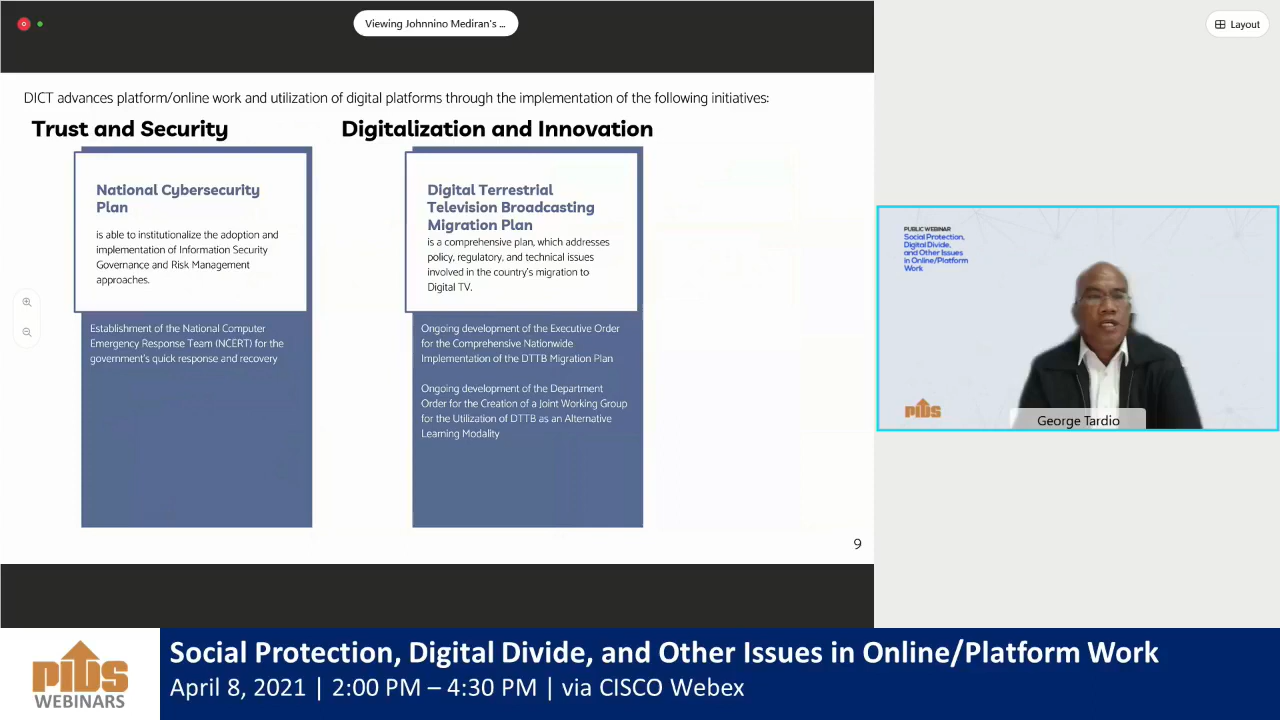 Viewing Johnnino Mediran's ...
Layout
DICT advances platform/online work and utilization of digital platforms through the implementation of the following initiatives:
Trust and Security
National Cybersecurity
Plan
is able to institutionalize the adoption and
implementation of Information Security
Governance and Risk Management
approaches.
Establishment of the National Computer
Emergency Response Team (NCERT) for the
government's quick response and recovery
Digitalization and Innovation
Digital Terrestrial
Television Broadcasting
Migration Plan
is a comprehensive plan, which addresses
policy, regulatory, and technical issues
involved in the country's migration to
Digital TV.
Ongoing development of the Executive Order
for the Comprehensive Nationwide
Implementation of the DTTB Migration Plan
Ongoing development of the Department
Order for the Creation of a Joint Working Group
for the Utilization of DTTB as an Alternative
Learning Modality
9
PUBLIC WEBINAR
Social Protection,
Digital Divide,
and Other Issues
in Online/Platform
Work
PIDS
George Tardio
PIDS
WEBINARS
Social Protection, Digital Divide, and Other Issues in Online/Platform Work
April 8, 2021 | 2:00 PM – 4:30 PM | via CISCO Webex